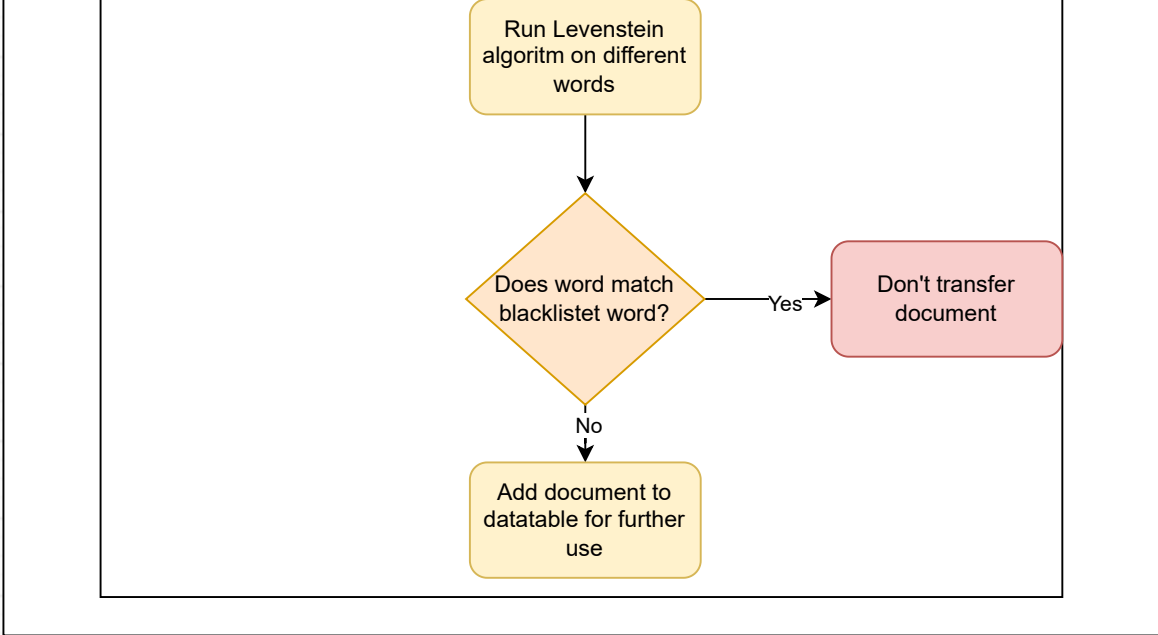 Run Levenstein
algoritm on different
words
Does word match
blacklistet word?
Yes
Don't transfer
document
No
Add document to
datatable for further
use